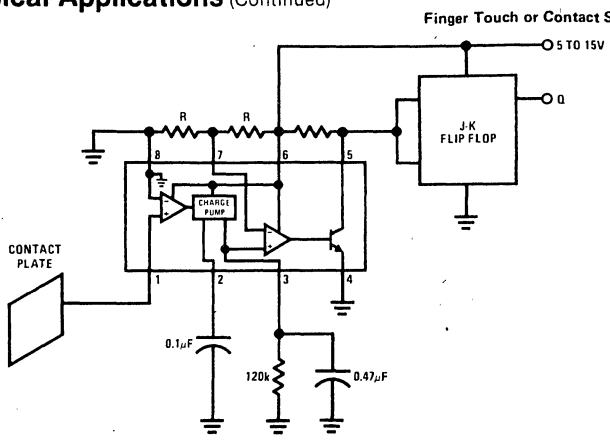 ical Applications (Continued)
Finger Touch or Contact S
5 TO 15V
R
R
Q
J-K
FLIP FLOP
8
7
6
5
CHARGE
PUMP
-
+
-
+
CONTACT
PLATE
1
2
3
4
0.1µF
120k
0.47µF